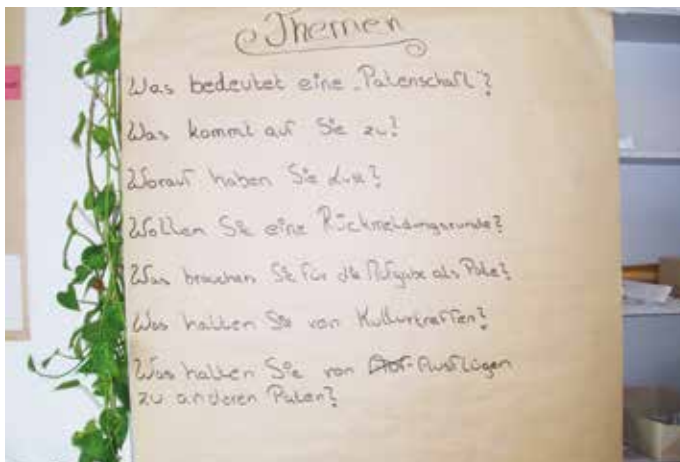 Themen
Was bedeutet eine „Patenschaft"?
Was kommt auf Sie zu?
Worauf haben Sie Lust?
Wollen Sie eine Rückmeldungsrunde?
Was brauchen Sie für die Aufgabe als Pate?
Was halten Sie von Kulturtreffen?
Was halten Sie von Ausflügen
zu anderen Paten?